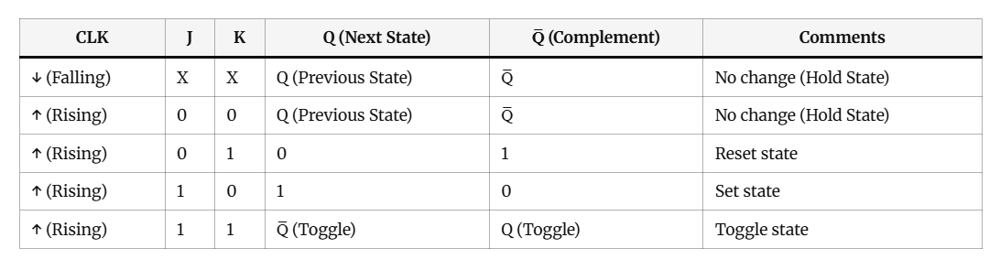 CLK J K Q (Next State) Q̅ (Complement) Comments
↓ (Falling) X X Q (Previous State) Q̅ No change (Hold State)
↑ (Rising) 0 0 Q (Previous State) Q̅ No change (Hold State)
↑ (Rising) 0 1 0 1 Reset state
↑ (Rising) 1 0 1 0 Set state
↑ (Rising) 1 1 Q̅ (Toggle) Q (Toggle) Toggle state